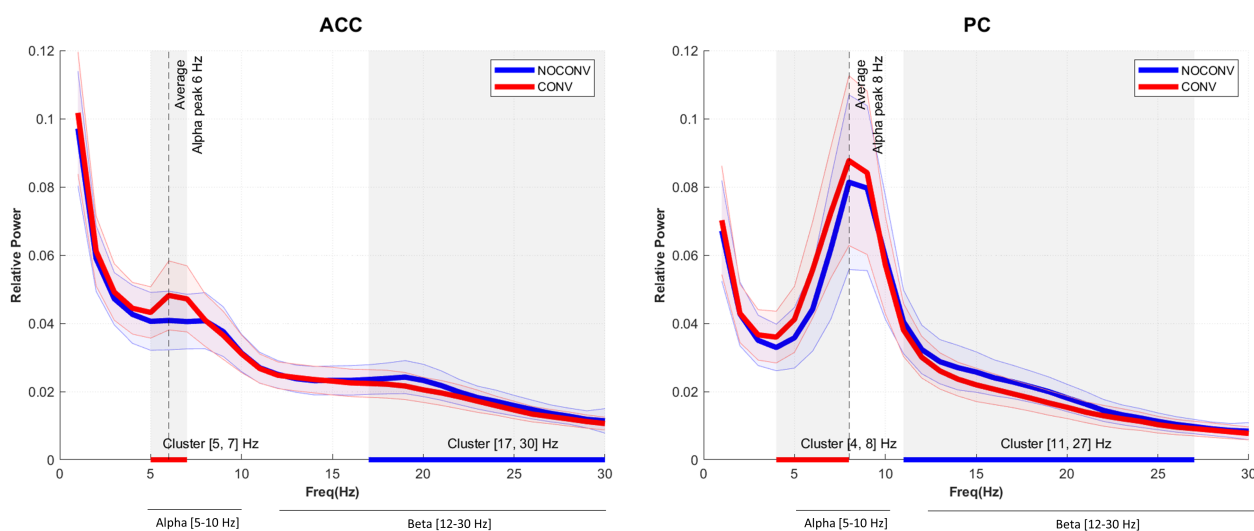 ACC
0.12
0.1
0.08
0.06
0.04
0.02
0
Relative Power
Average
Alpha peak 6 Hz
NOCONV
CONV
Cluster [5, 7] Hz
Cluster [17, 30] Hz
0 5 10 15 20 25 30
Freq(Hz)
Alpha [5-10 Hz]
Beta [12-30 Hz]
PC
0.12
0.1
0.08
0.06
0.04
0.02
0
Relative Power
Average
Alpha peak 8 Hz
NOCONV
CONV
Cluster [4, 8] Hz
Cluster [11, 27] Hz
0 5 10 15 20 25 30
Freq(Hz)
Alpha [5-10 Hz]
Beta [12-30 Hz]